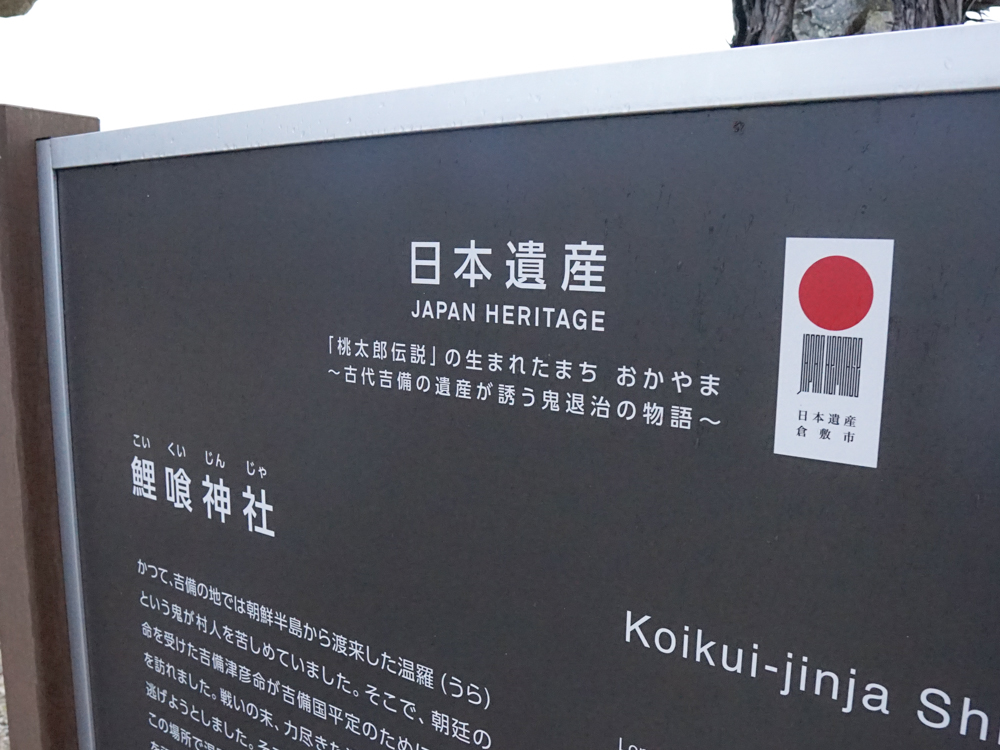 日本遺産
JAPAN HERITAGE
「桃太郎伝説」の生まれたまち おかやま
～古代吉備の遺産が誘う鬼退治の物語～
JAPAN HERITAGE
日本遺産
倉敷市
こい くい じん じゃ
鯉喰神社
かつて、吉備の地では朝鮮半島から渡来した温羅（うら）
という鬼が村人を苦しめていました。そこで、朝廷の
命を受けた吉備津彦命が吉備国平定のために
を訪れました。戦いの末、力尽きた
逃げようとしました。そ
この場所で
Koikui-jinja Sh